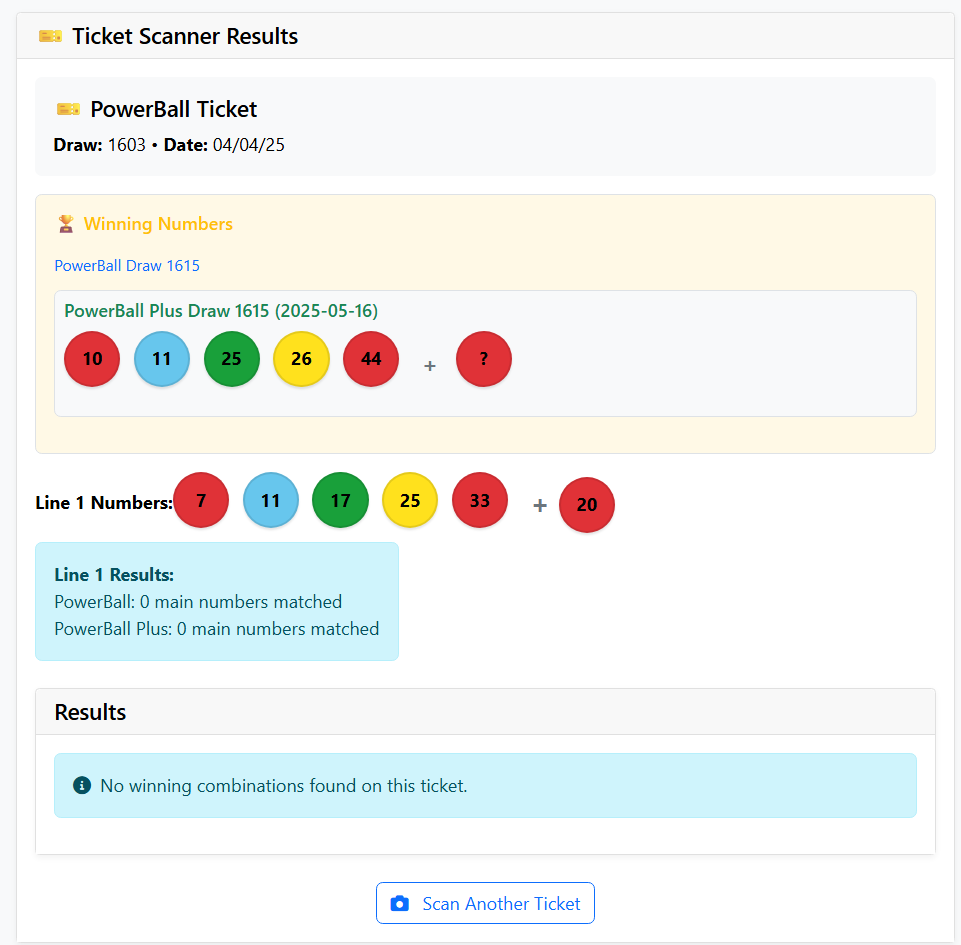 Ticket Scanner Results
PowerBall Ticket
Draw: 1603 • Date: 04/04/25
Winning Numbers
PowerBall Draw 1615
PowerBall Plus Draw 1615 (2025-05-16)
10 11 25 26 44 + ?
Line 1 Numbers: 7 11 17 25 33 + 20
Line 1 Results:
PowerBall: 0 main numbers matched
PowerBall Plus: 0 main numbers matched
Results
No winning combinations found on this ticket.
Scan Another Ticket